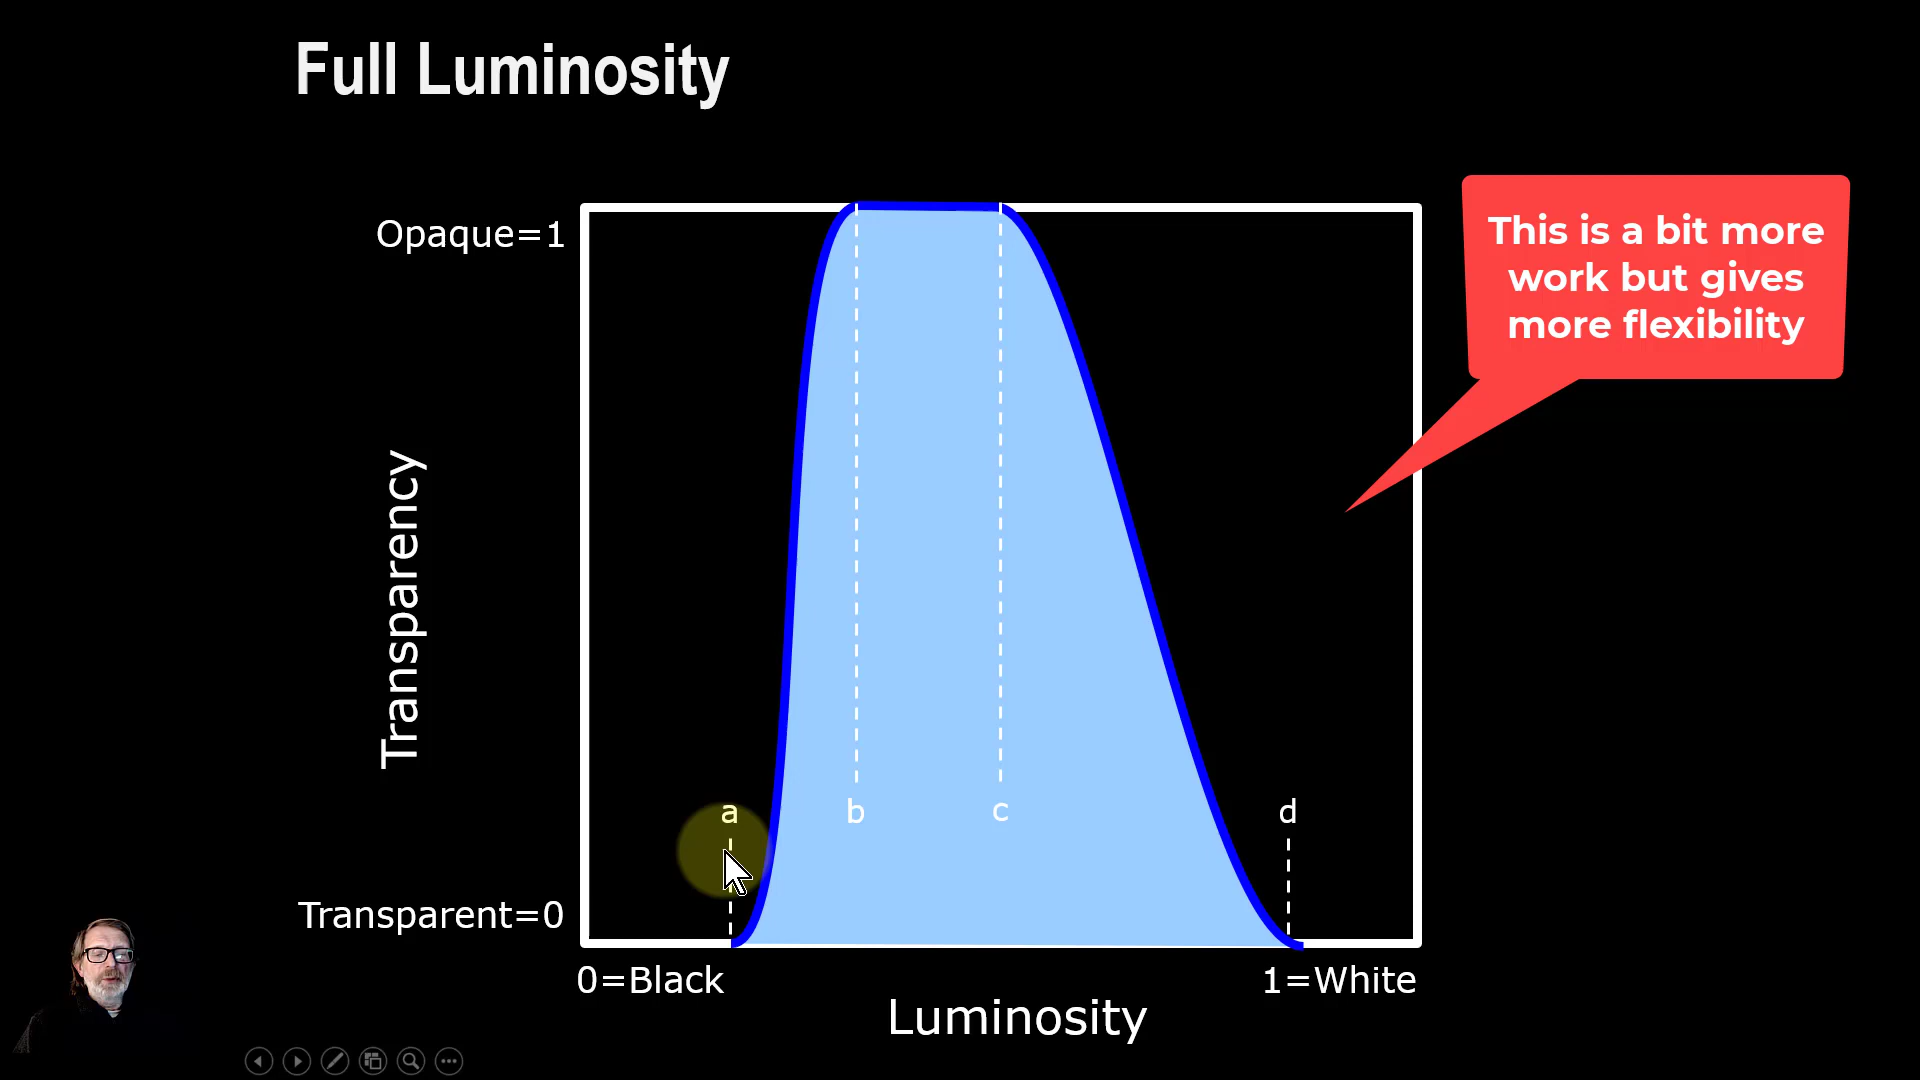 Full Luminosity
This is a bit more
work but gives
more flexibility
Opaque=1
Transparency
a
b
c
d
Transparent=0
0=Black
1=White
Luminosity